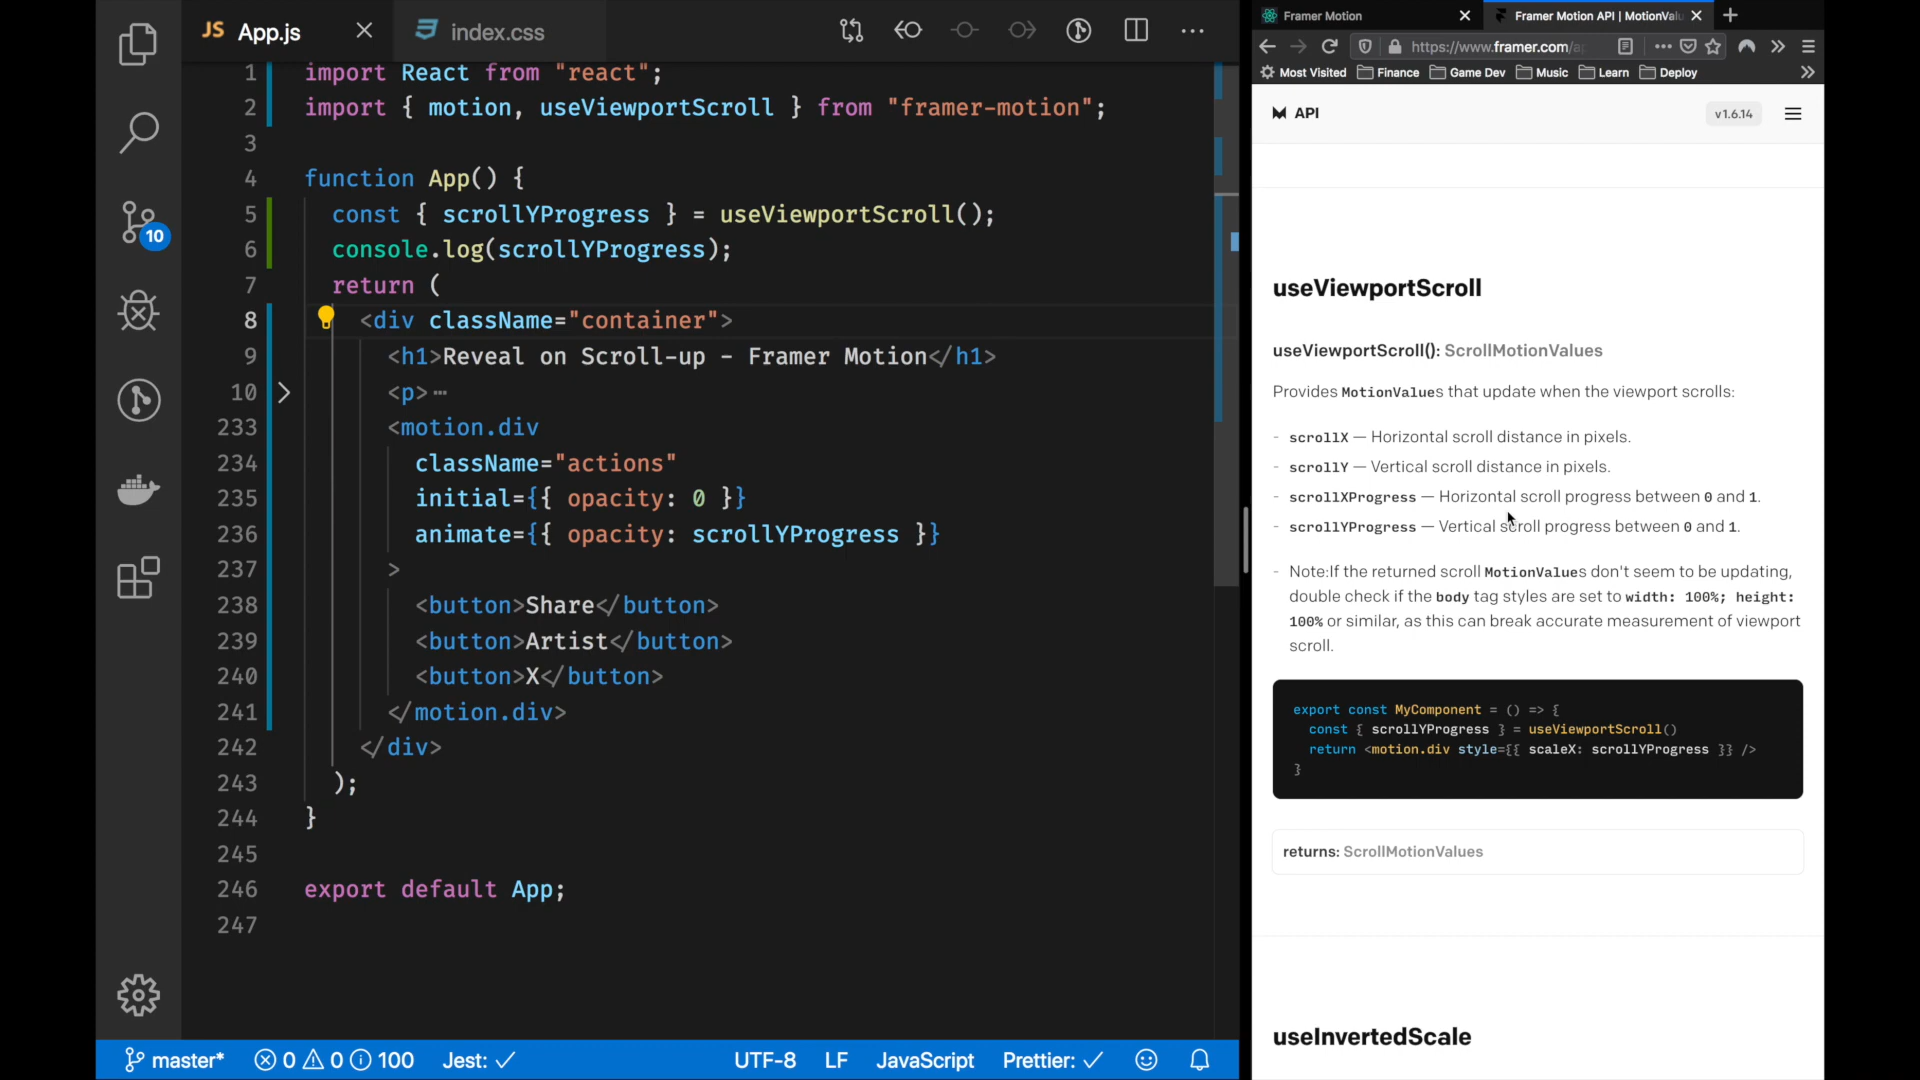 JS App.js
index.css
1 import React from "react";
2 import { motion, useViewportScroll } from "framer-motion";
3
4 function App() {
5 const { scrollYProgress } = useViewportScroll();
6 console.log(scrollYProgress);
7 return (
8 <div className="container">
9 <h1>Reveal on Scroll-up - Framer Motion</h1>
10 <p>⋯
233 <motion.div
234 className="actions"
235 initial={{ opacity: 0 }}
236 animate={{ opacity: scrollYProgress }}
237 >
238 <button>Share</button>
239 <button>Artist</button>
240 <button>X</button>
241 </motion.div>
242 </div>
243 );
244 }
245
246 export default App;
247
10
master* 0 0 100 Jest: ✓ UTF-8 LF JavaScript Prettier: ✓
Framer Motion
Framer Motion API | MotionValu
https://www.framer.com/ap
Most Visited Finance Game Dev Music Learn Deploy
API
v1.6.14
useViewportScroll
useViewportScroll(): ScrollMotionValues
Provides MotionValues that update when the viewport scrolls:
- scrollX — Horizontal scroll distance in pixels.
- scrollY — Vertical scroll distance in pixels.
- scrollXProgress — Horizontal scroll progress between 0 and 1.
- scrollYProgress — Vertical scroll progress between 0 and 1.
- Note:If the returned scroll MotionValues don't seem to be updating,
double check if the body tag styles are set to width: 100%; height:
100% or similar, as this can break accurate measurement of viewport
scroll.
export const MyComponent = () => {
const { scrollYProgress } = useViewportScroll()
return <motion.div style={{ scaleX: scrollYProgress }} />
}
returns: ScrollMotionValues
useInvertedScale